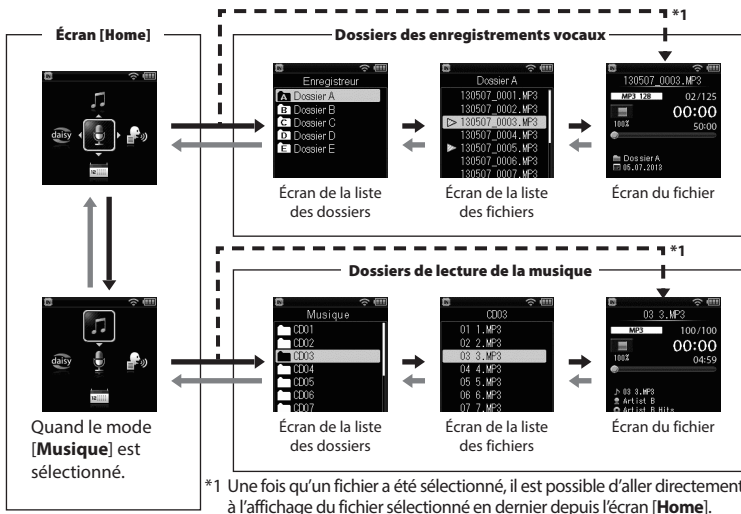 *1
Écran [Home]
Dossiers des enregistrements vocaux
daisy
Enregistreur
A Dossier A
B Dossier B
C Dossier C
D Dossier D
E Dossier E
Écran de la liste
des dossiers
Dossier A
130507_0001.MP3
130507_0002.MP3
130507_0003.MP3
130507_0004.MP3
130507_0005.MP3
130507_0006.MP3
130507_0007.MP3
Écran de la liste
des fichiers
130507_0003.MP3
MP3 128 02/125
00:00
100% 50:00
Dossier A
05.07.2013
Écran du fichier
*1
Dossiers de lecture de la musique
daisy
Quand le mode
[Musique] est
sélectionné.
Musique
CD01
CD02
CD03
CD04
CD05
CD06
CD07
Écran de la liste
des dossiers
CD03
01 1.MP3
02 2.MP3
03 3.MP3
04 4.MP3
05 5.MP3
06 6.MP3
07 7.MP3
Écran de la liste
des fichiers
03 3.MP3
MP3 100/100
00:00
100% 04:59
03 3.MP3
Artist B
Artist B Hits
Écran du fichier
*1 Une fois qu'un fichier a été sélectionné, il est possible d'aller directement
à l'affichage du fichier sélectionné en dernier depuis l'écran [Home].